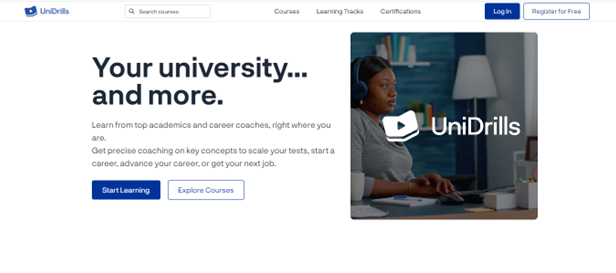 UniDrills
Search courses
Courses
Learning Tracks
Certifications
Log In
Register for Free
Your university...
and more.
Learn from top academics and career coaches, right where you
are.
Get precise coaching on key concepts to scale your tests, start a
career, advance your career, or get your next job.
Start Learning
Explore Courses
UniDrills